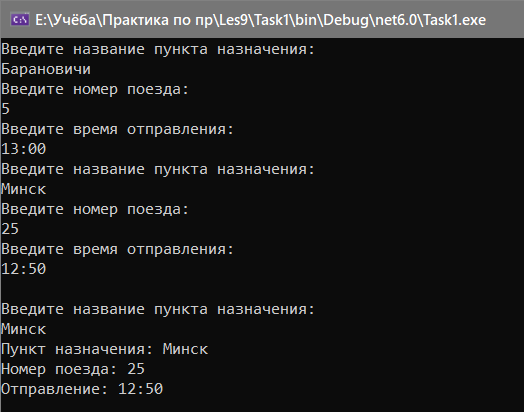 E:\Учёба\Практика по пр\Les9\Task1\bin\Debug\net6.0\Task1.exe
Введите название пункта назначения:
Барановичи
Введите номер поезда:
5
Введите время отправления:
13:00
Введите название пункта назначения:
Минск
Введите номер поезда:
25
Введите время отправления:
12:50
Введите название пункта назначения:
Минск
Пункт назначения: Минск
Номер поезда: 25
Отправление: 12:50